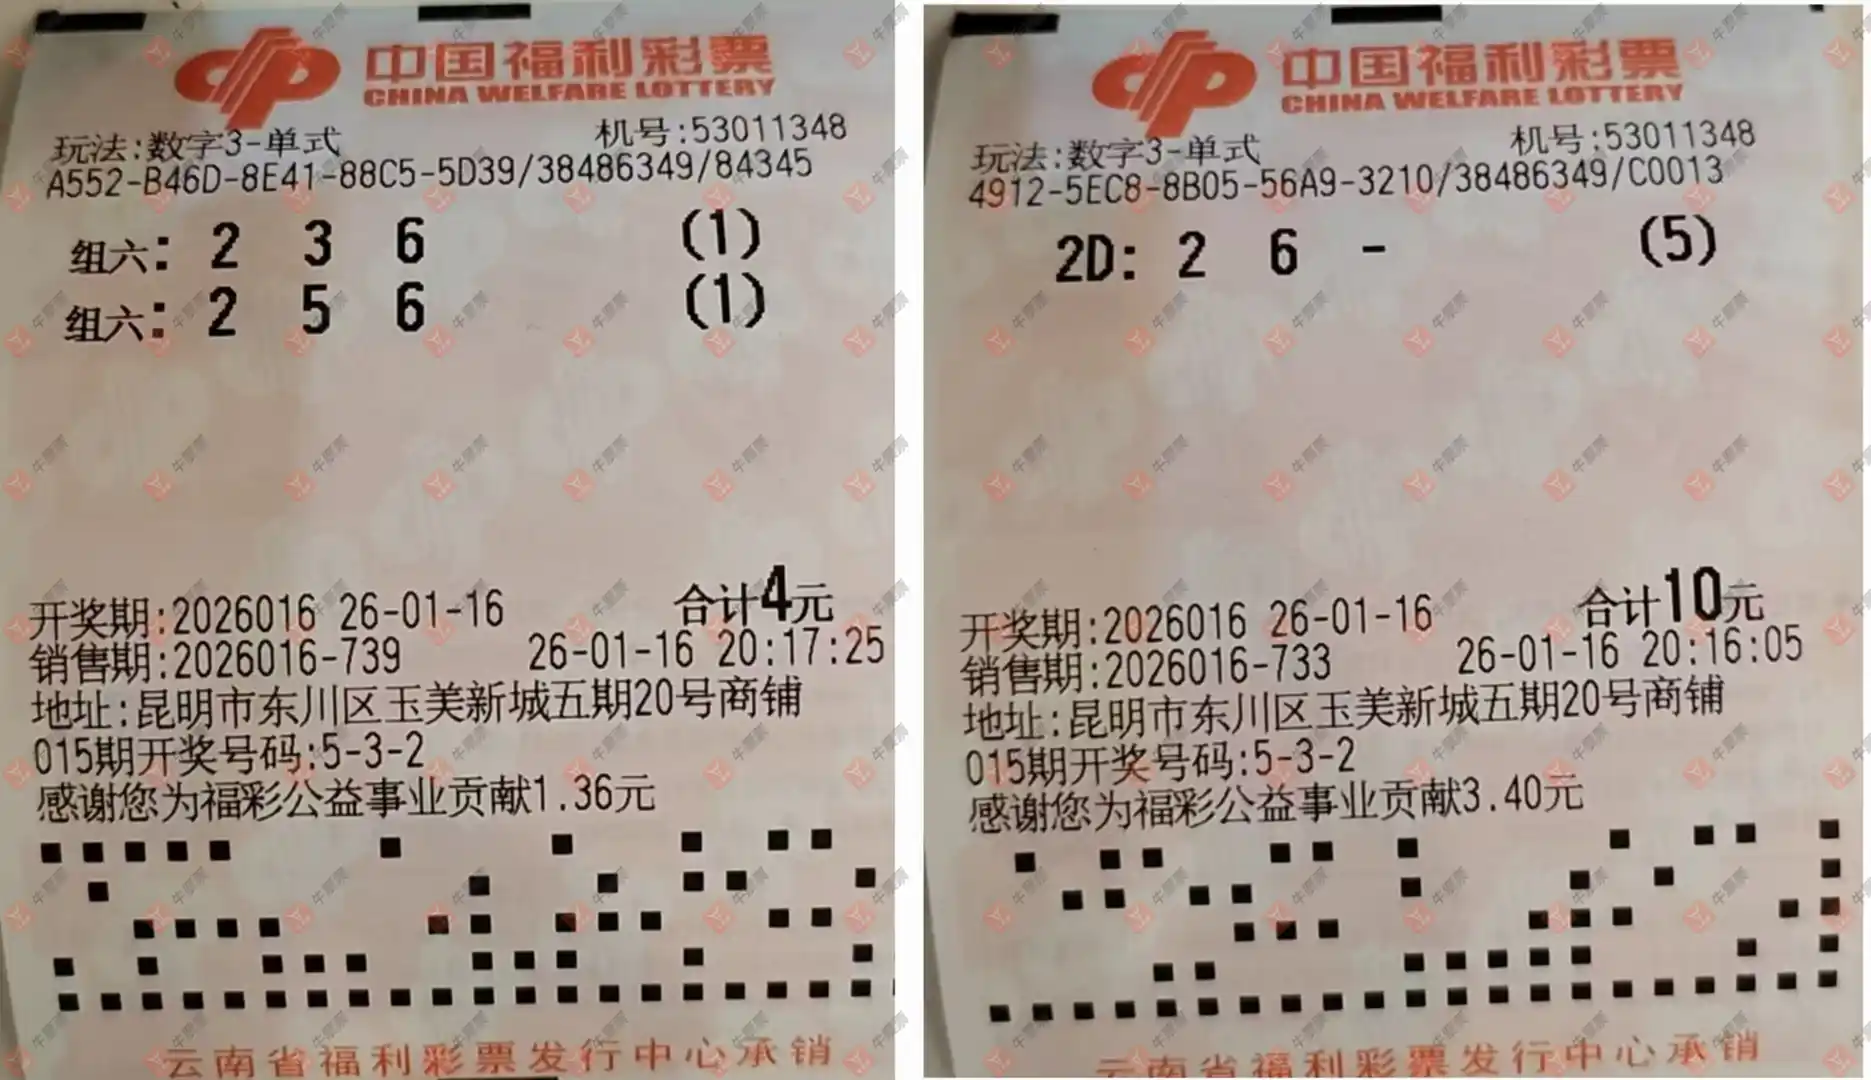 中国福利彩票
CHINA WELFARE LOTTERY
玩法:数字3-单式 机号:53011348
A552-B46D-8E41-88C5-5D39/38486349/84345
组六: 2 3 6 (1)
组六: 2 5 6 (1)
开奖期:2026016 26-01-16 合计4元
销售期:2026016-739 26-01-16 20:17:25
地址:昆明市东川区玉美新城五期20号商铺
015期开奖号码:5-3-2
感谢您为福彩公益事业贡献1.36元
云南省福利彩票发行中心承销
中国福利彩票
CHINA WELFARE LOTTERY
玩法:数字3-单式 机号:53011348
4912-5EC8-8B05-56A9-3210/38486349/C0013
2D: 2 6 - (5)
开奖期:2026016 26-01-16 合计10元
销售期:2026016-733 26-01-16 20:16:05
地址:昆明市东川区玉美新城五期20号商铺
015期开奖号码:5-3-2
感谢您为福彩公益事业贡献3.40元
云南省福利彩票发行中心承销